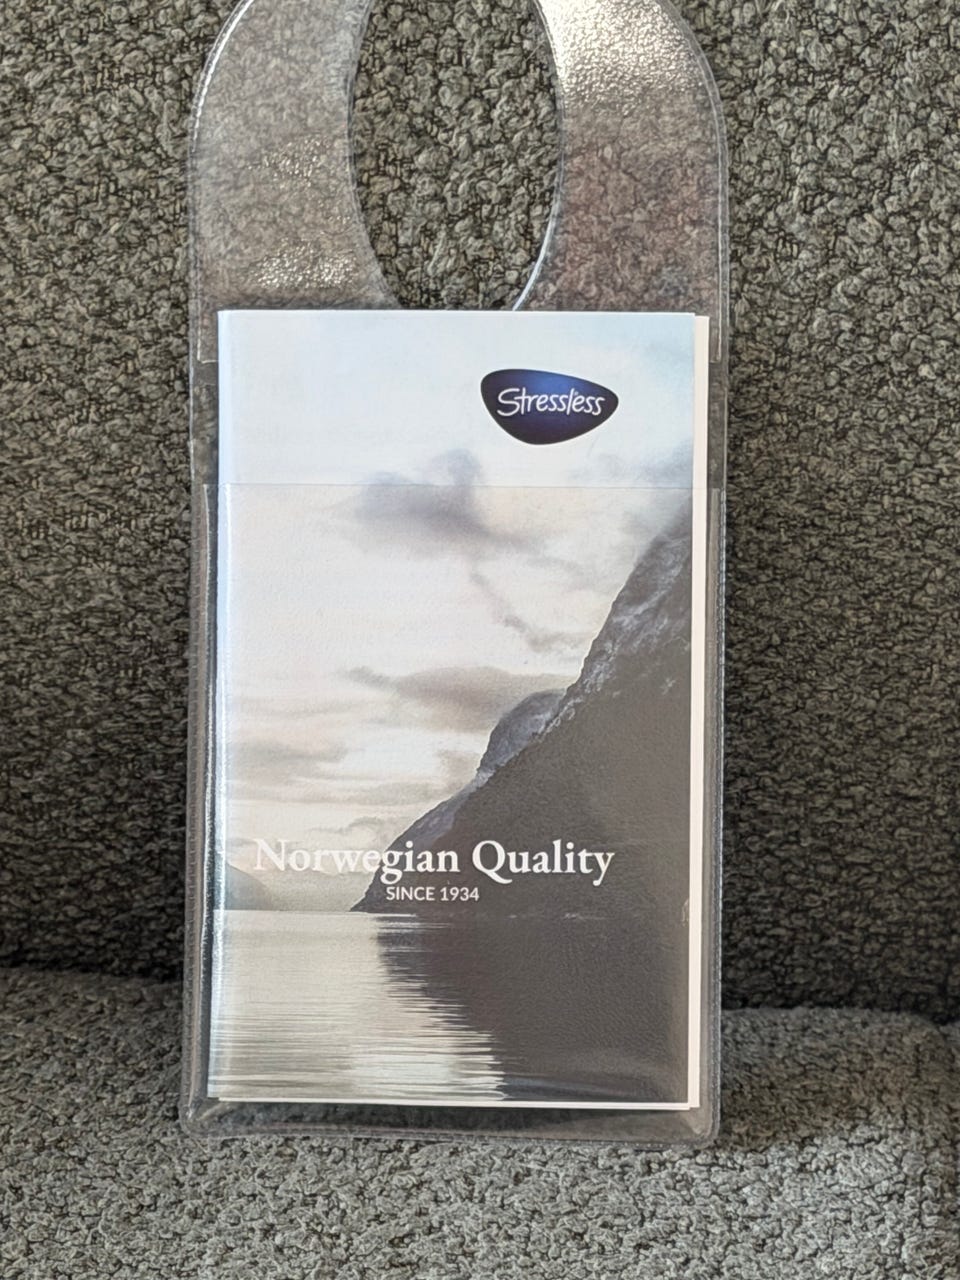 Stressless
Norwegian Quality
SINCE 1934